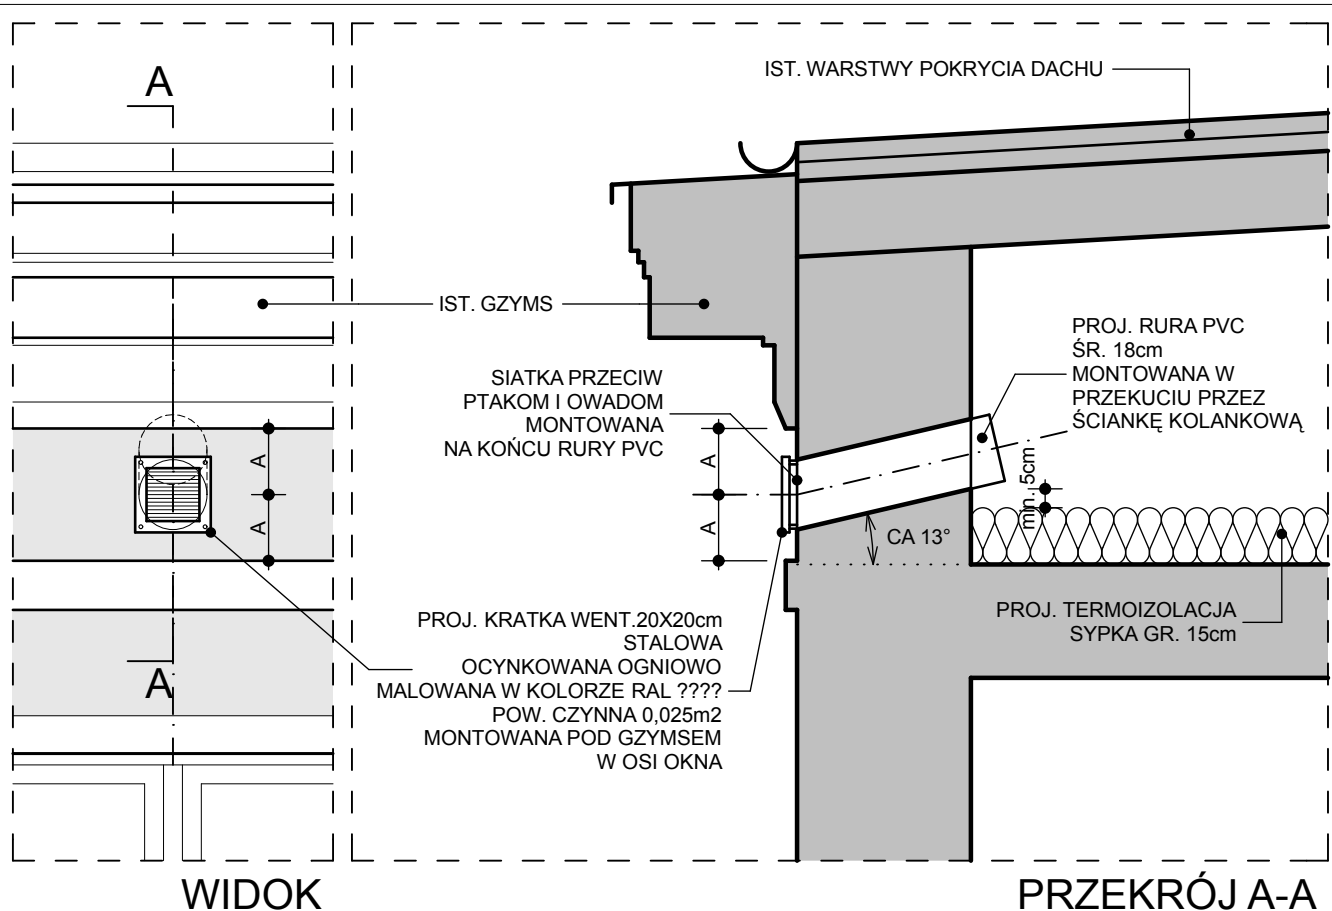 A
IST. WARSTWY POKRYCIA DACHU
IST. GZYMS
PROJ. RURA PVC
ŚR. 18cm
MONTOWANA W
PRZEKUCIU PRZEZ
ŚCIANKĘ KOLANKOWĄ
SIATKA PRZECIW
PTAKOM I OWADOM
MONTOWANA
NA KOŃCU RURY PVC
A
A
A
A
min. 5cm
CA 13°
PROJ. TERMOIZOLACJA
SYPKA GR. 15cm
PROJ. KRATKA WENT.20X20cm
STALOWA
OCYNKOWANA OGNIOWO
MALOWANA W KOLORZE RAL ????
POW. CZYNNA 0,025m2
MONTOWANA POD GZYMSEM
W OSI OKNA
A
WIDOK
PRZEKRÓJ A-A